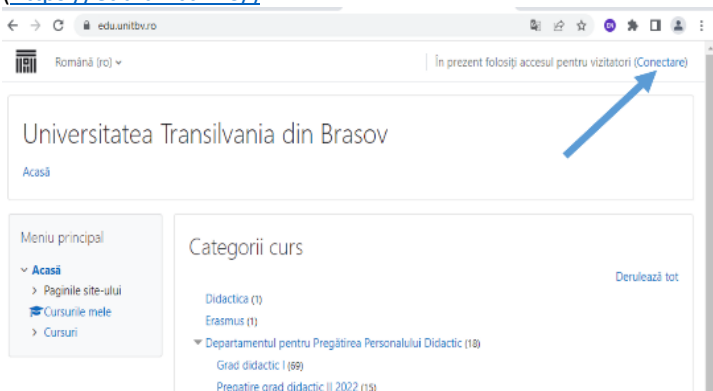 edu.unitbv.ro
Română (ro)
În prezent folosiți accesul pentru vizitatori (Conectare)
Universitatea Transilvania din Brasov
Acasă
Meniu principal
Acasă
Paginile site-ului
Cursurile mele
Cursuri
Categorii curs
Derulează tot
Didactica (1)
Erasmus (1)
Departamentul pentru Pregătirea Personalului Didactic (18)
Grad didactic I (69)
Pregatire grad didactic II 2022 (15)